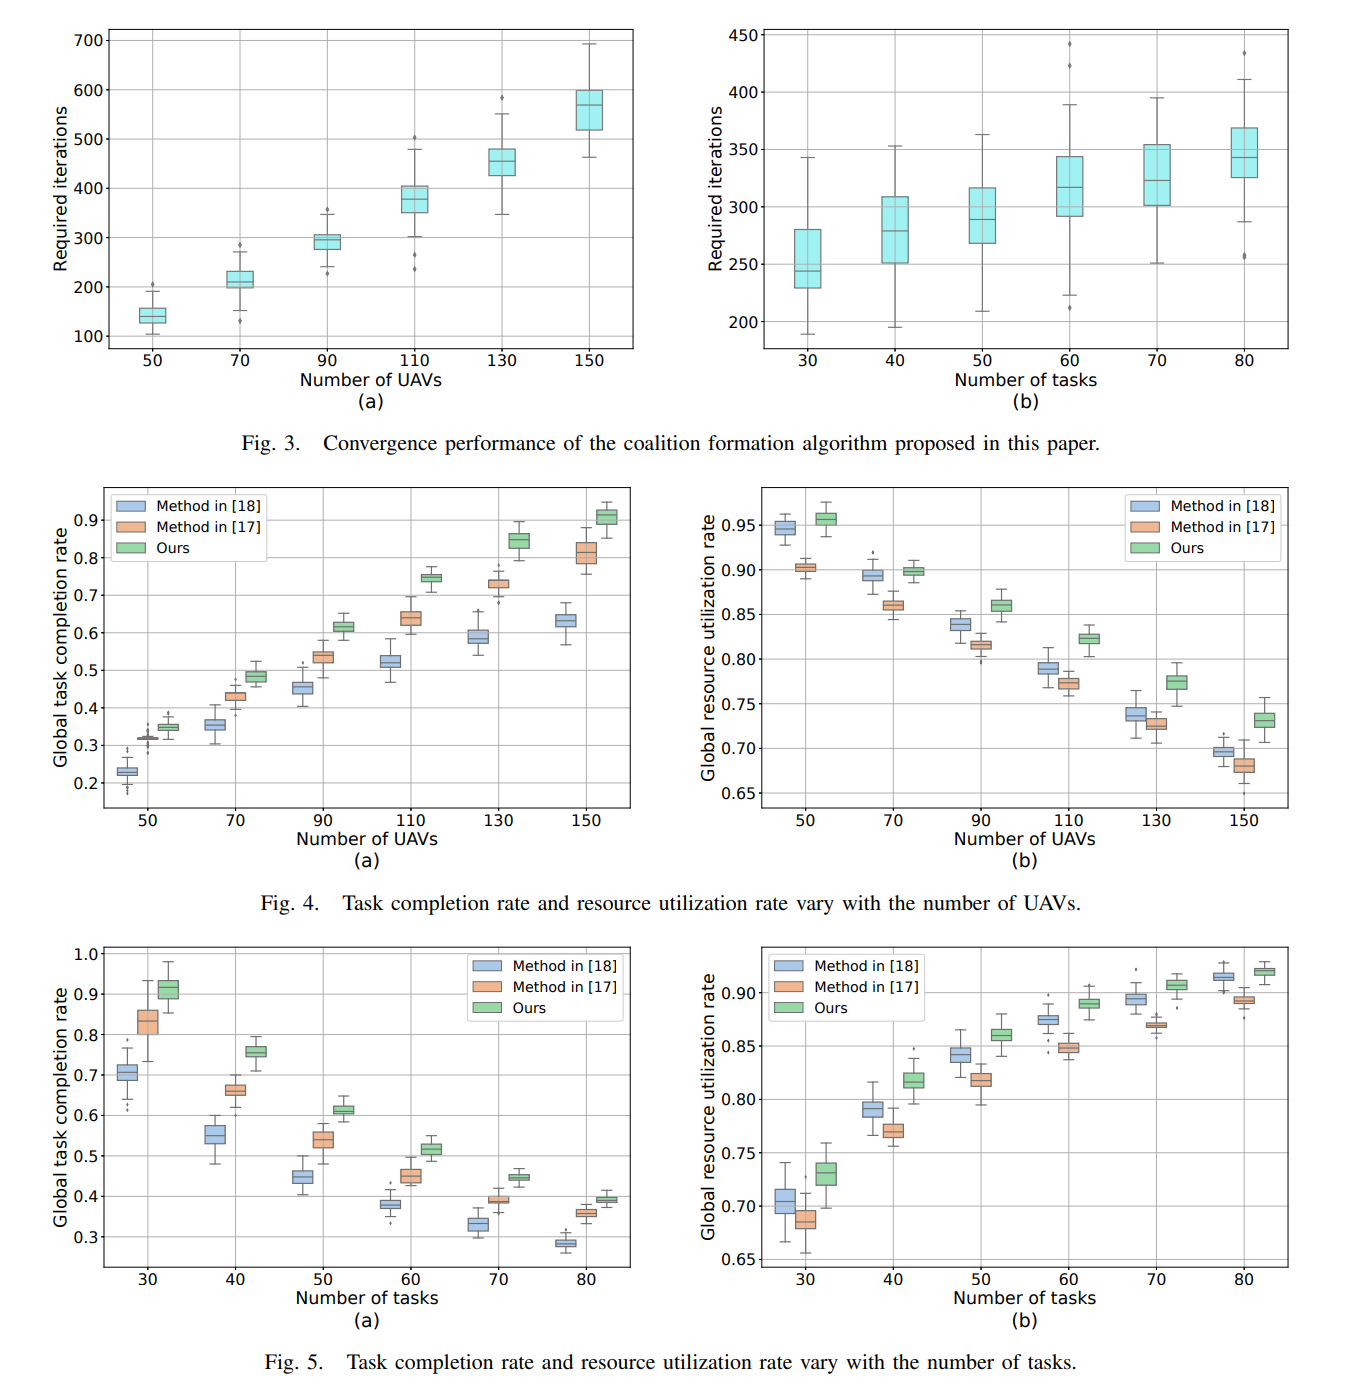 700
600
500
400
300
200
100
Required iterations
50 70 90 110 130 150
Number of UAVs
(a)
450
400
350
300
250
200
Required iterations
30 40 50 60 70 80
Number of tasks
(b)
Fig. 3. Convergence performance of the coalition formation algorithm proposed in this paper.
Method in [18]
Method in [17]
Ours
0.9
0.8
0.7
0.6
0.5
0.4
0.3
0.2
Global task completion rate
50 70 90 110 130 150
Number of UAVs
(a)
Method in [18]
Method in [17]
Ours
0.95
0.90
0.85
0.80
0.75
0.70
0.65
Global resource utilization rate
50 70 90 110 130 150
Number of UAVs
(b)
Fig. 4. Task completion rate and resource utilization rate vary with the number of UAVs.
Method in [18]
Method in [17]
Ours
1.0
0.9
0.8
0.7
0.6
0.5
0.4
0.3
Global task completion rate
30 40 50 60 70 80
Number of tasks
(a)
Method in [18]
Method in [17]
Ours
0.90
0.85
0.80
0.75
0.70
0.65
Global resource utilization rate
30 40 50 60 70 80
Number of tasks
(b)
Fig. 5. Task completion rate and resource utilization rate vary with the number of tasks.